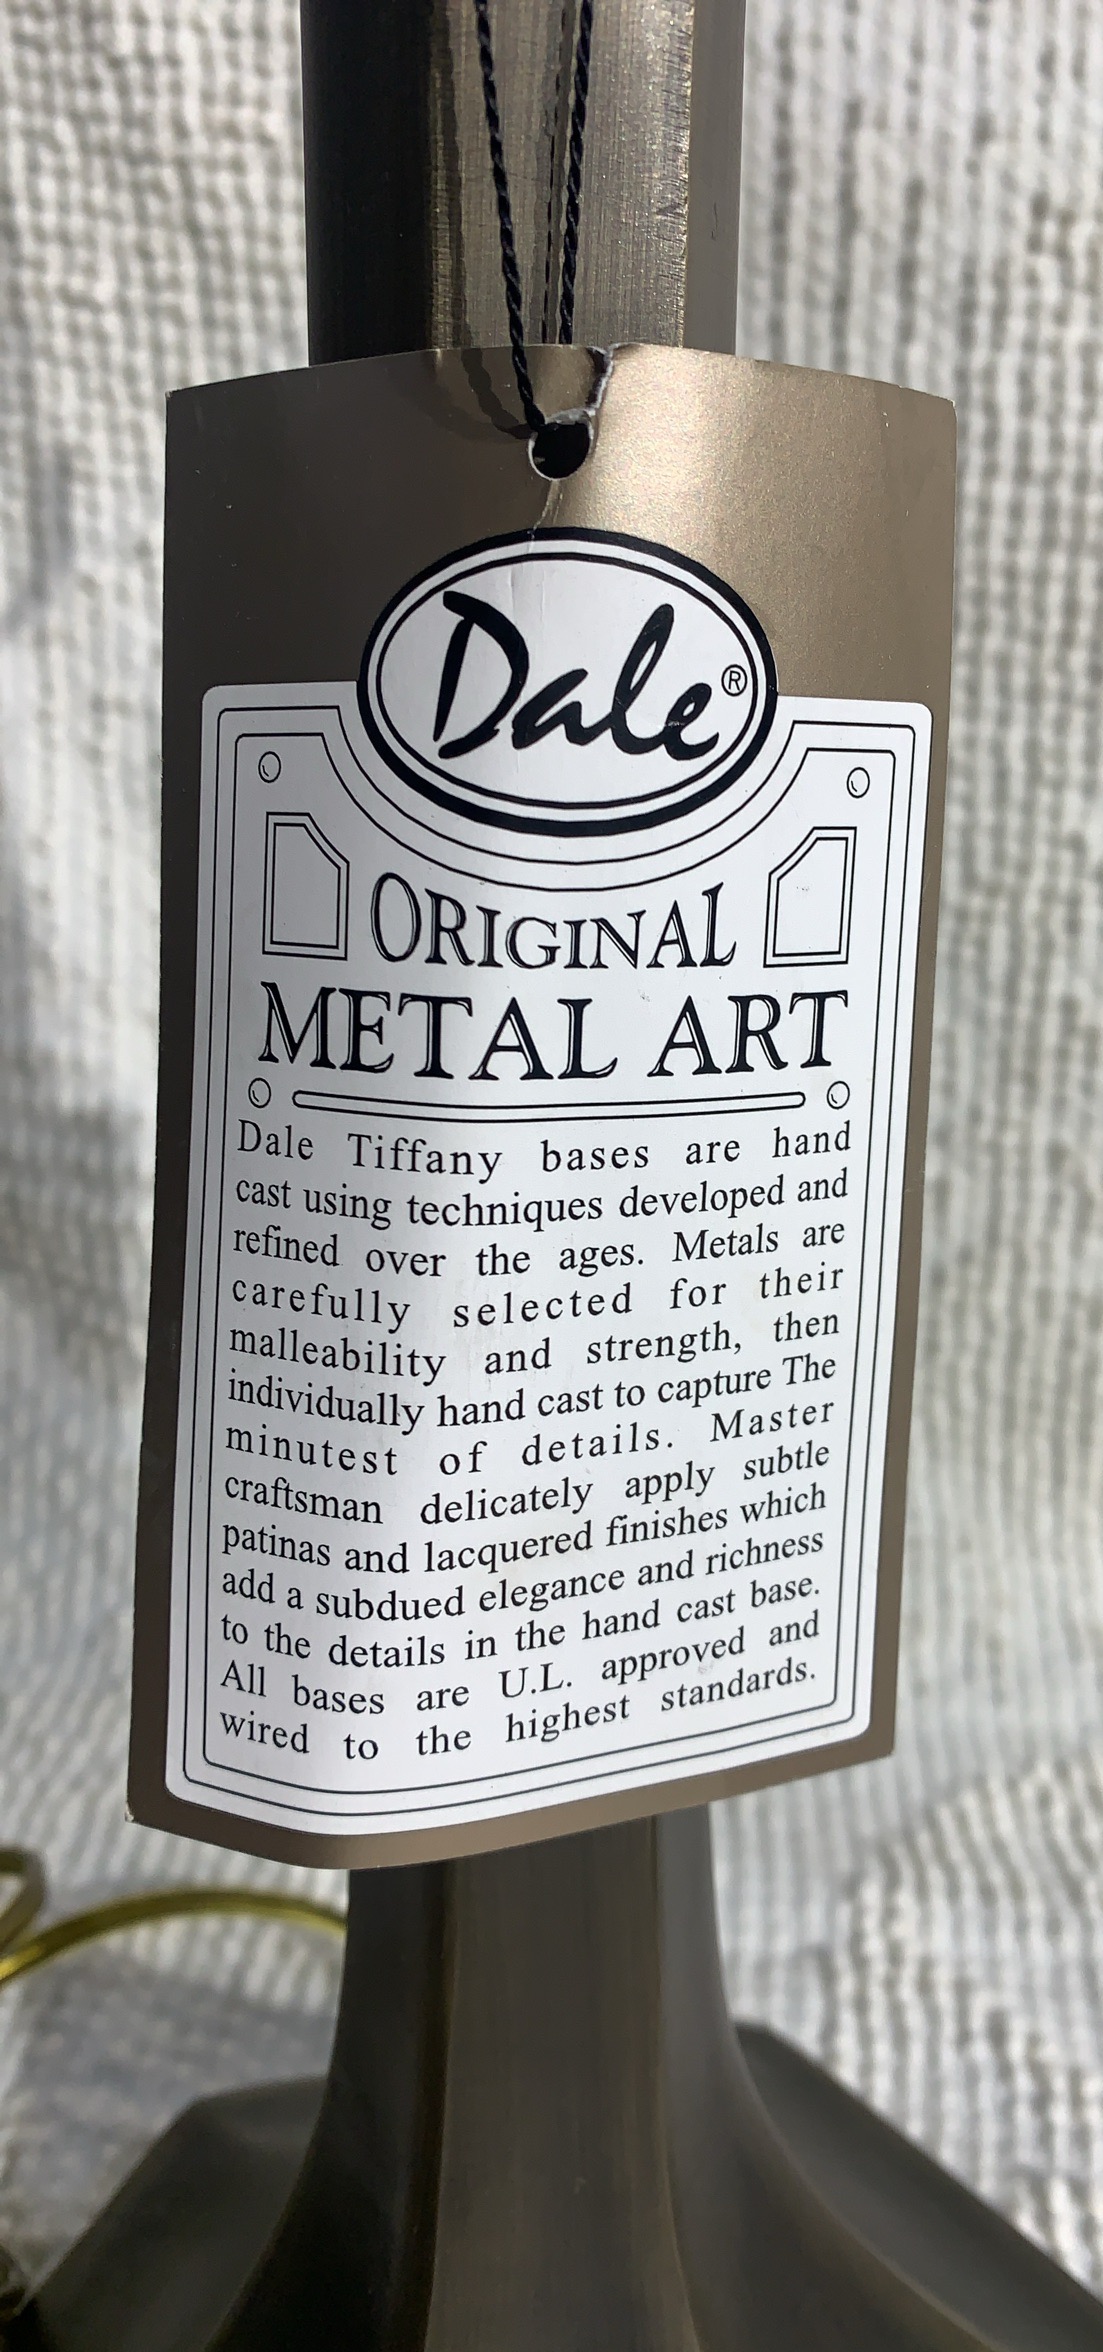 Dale®
ORIGINAL
METAL ART
Dale Tiffany bases are hand
cast using techniques developed and
refined over the ages. Metals are
carefully selected for their
malleability and strength, then
individually hand cast to capture The
minutest of details. Master
craftsman delicately apply subtle
patinas and lacquered finishes which
add a subdued elegance and richness
to the details in the hand cast base.
All bases are U.L. approved and
wired to the highest standards.